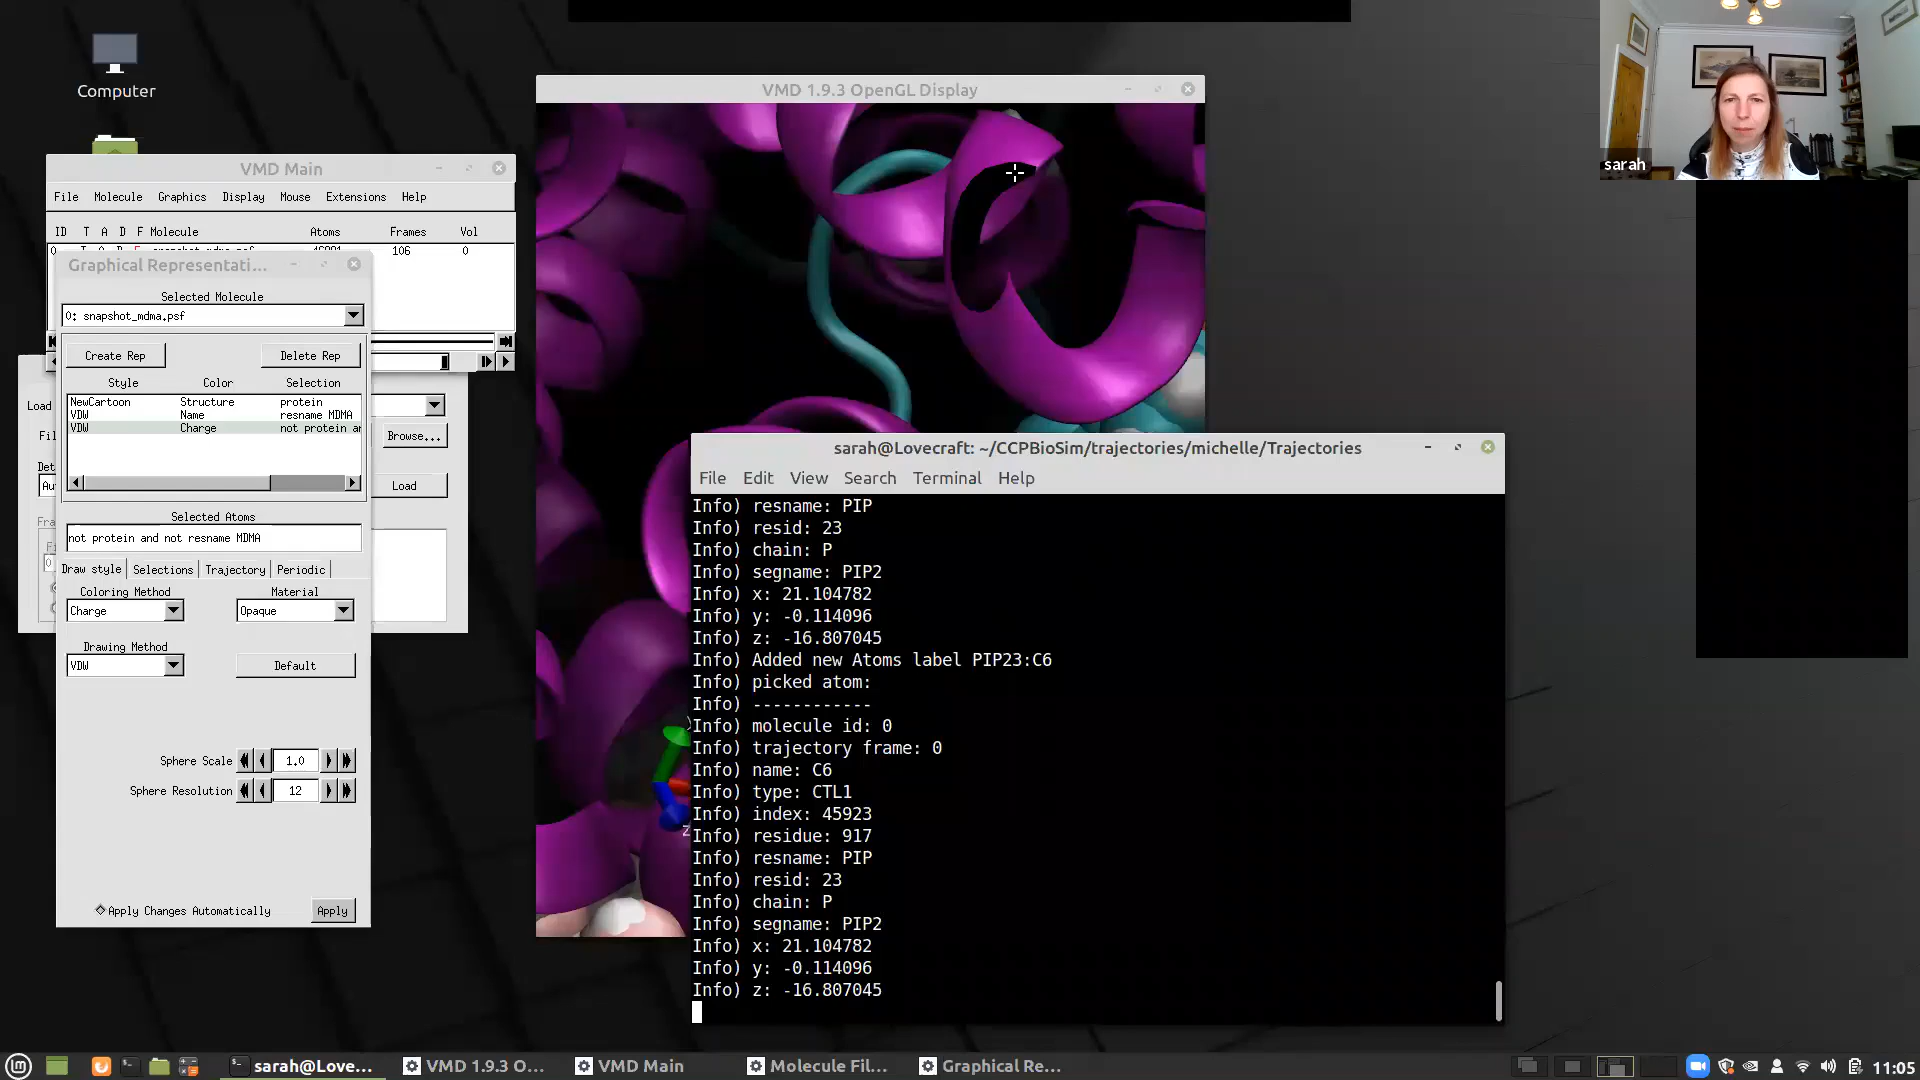 Computer
VMD 1.9.3 OpenGL Display
sarah
VMD Main
File Molecule Graphics Display Mouse Extensions Help
ID T A D F Molecule Atoms Frames Vol
106 0
Graphical Representati...
Selected Molecule
0: snapshot_mdma.psf
Create Rep Delete Rep
Style Color Selection
NewCartoon Structure protein
VDW Name resname MDMA
VDW Charge not protein an
Load
Browse...
Load
Selected Atoms
not protein and not resname MDMA
Draw style Selections Trajectory Periodic
Coloring Method Material
Charge Opaque
Drawing Method
VDW Default
Sphere Scale 1.0
Sphere Resolution 12
Apply Changes Automatically Apply
sarah@Lovecraft: ~/CCPBioSim/trajectories/michelle/Trajectories
File Edit View Search Terminal Help
Info) resname: PIP
Info) resid: 23
Info) chain: P
Info) segname: PIP2
Info) x: 21.104782
Info) y: -0.114096
Info) z: -16.807045
Info) Added new Atoms label PIP23:C6
Info) picked atom:
Info) ------------
Info) molecule id: 0
Info) trajectory frame: 0
Info) name: C6
Info) type: CTL1
Info) index: 45923
Info) residue: 917
Info) resname: PIP
Info) resid: 23
Info) chain: P
Info) segname: PIP2
Info) x: 21.104782
Info) y: -0.114096
Info) z: -16.807045
sarah@Love... VMD 1.9.3 O... VMD Main Molecule Fil... Graphical Re... 11:05